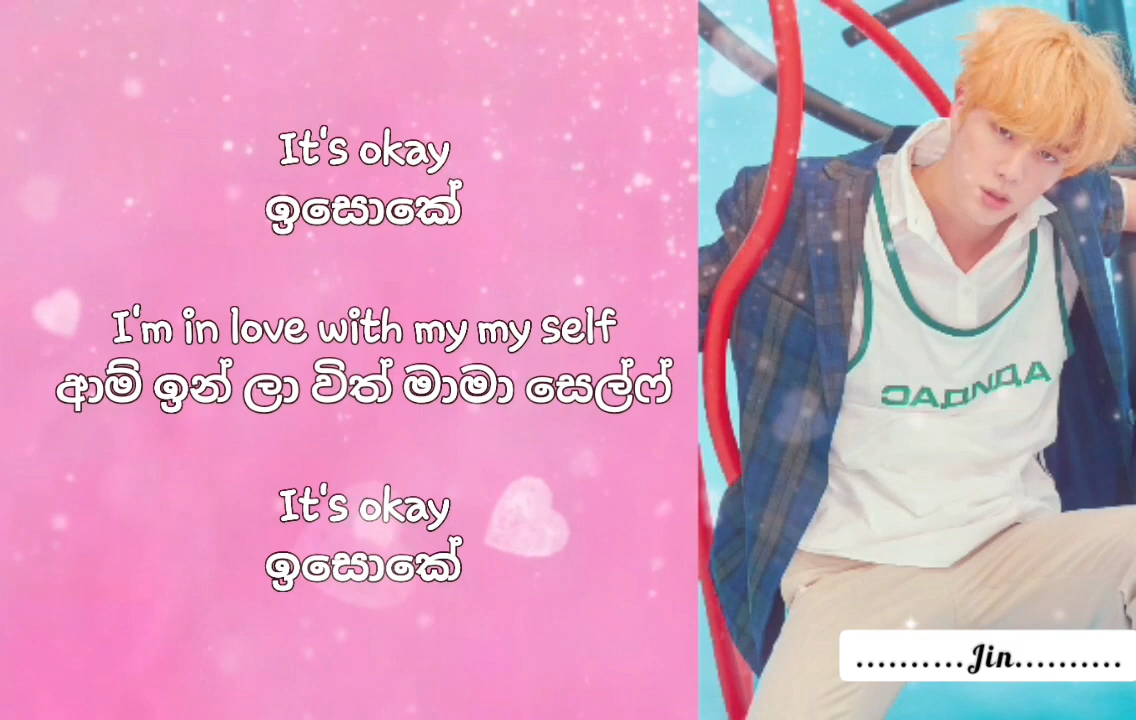 It's okay
ඉසොකේ
I'm in love with my my self
ආම් ඉන් ලා විත් මාමා සෙල්ෆ්
It's okay
ඉසොකේ
..........Jin..........